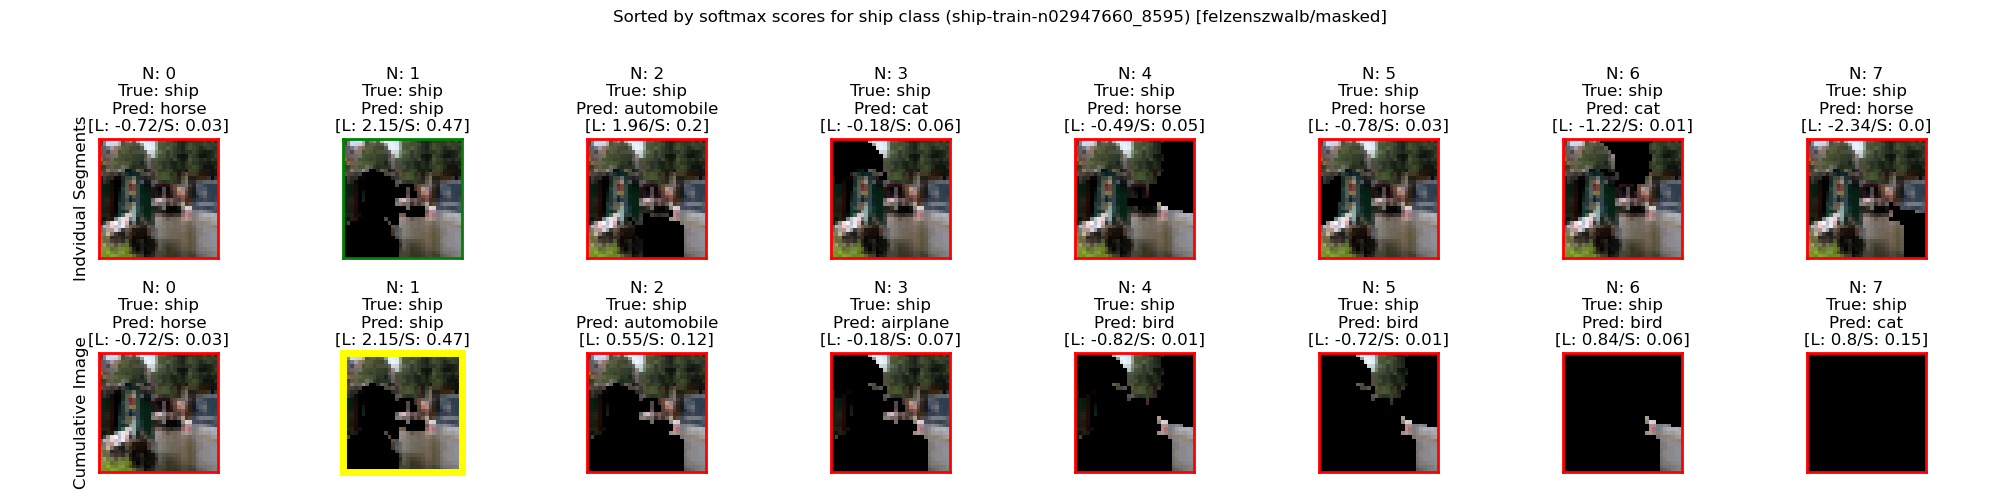 Sorted by softmax scores for ship class (ship-train-n02947660_8595) [felzenszwalb/masked]
Indvidual Segments
N: 0
True: ship
Pred: horse
[L: -0.72/S: 0.03]
N: 1
True: ship
Pred: ship
[L: 2.15/S: 0.47]
N: 2
True: ship
Pred: automobile
[L: 1.96/S: 0.2]
N: 3
True: ship
Pred: cat
[L: -0.18/S: 0.06]
N: 4
True: ship
Pred: horse
[L: -0.49/S: 0.05]
N: 5
True: ship
Pred: horse
[L: -0.78/S: 0.03]
N: 6
True: ship
Pred: cat
[L: -1.22/S: 0.01]
N: 7
True: ship
Pred: horse
[L: -2.34/S: 0.0]
Cumulative Image
N: 0
True: ship
Pred: horse
[L: -0.72/S: 0.03]
N: 1
True: ship
Pred: ship
[L: 2.15/S: 0.47]
N: 2
True: ship
Pred: automobile
[L: 0.55/S: 0.12]
N: 3
True: ship
Pred: airplane
[L: -0.18/S: 0.07]
N: 4
True: ship
Pred: bird
[L: -0.82/S: 0.01]
N: 5
True: ship
Pred: bird
[L: -0.72/S: 0.01]
N: 6
True: ship
Pred: bird
[L: 0.84/S: 0.06]
N: 7
True: ship
Pred: cat
[L: 0.8/S: 0.15]